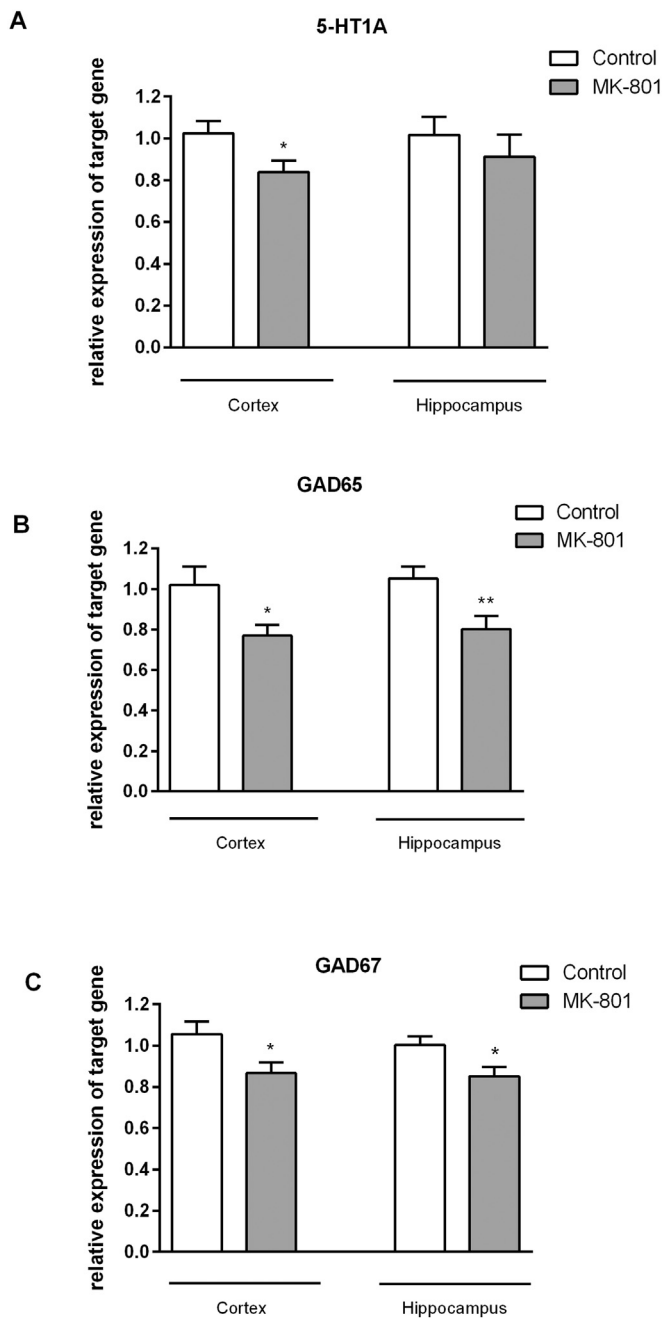 A
5-HT1A
Control
MK-801
relative expression of target gene
1.2
1.0
0.8
0.6
0.4
0.2
0.0
*
Cortex
Hippocampus
B
GAD65
Control
MK-801
relative expression of target gene
1.2
1.0
0.8
0.6
0.4
0.2
0.0
*
**
Cortex
Hippocampus
C
GAD67
Control
MK-801
relative expression of target gene
1.2
1.0
0.8
0.6
0.4
0.2
0.0
*
*
Cortex
Hippocampus